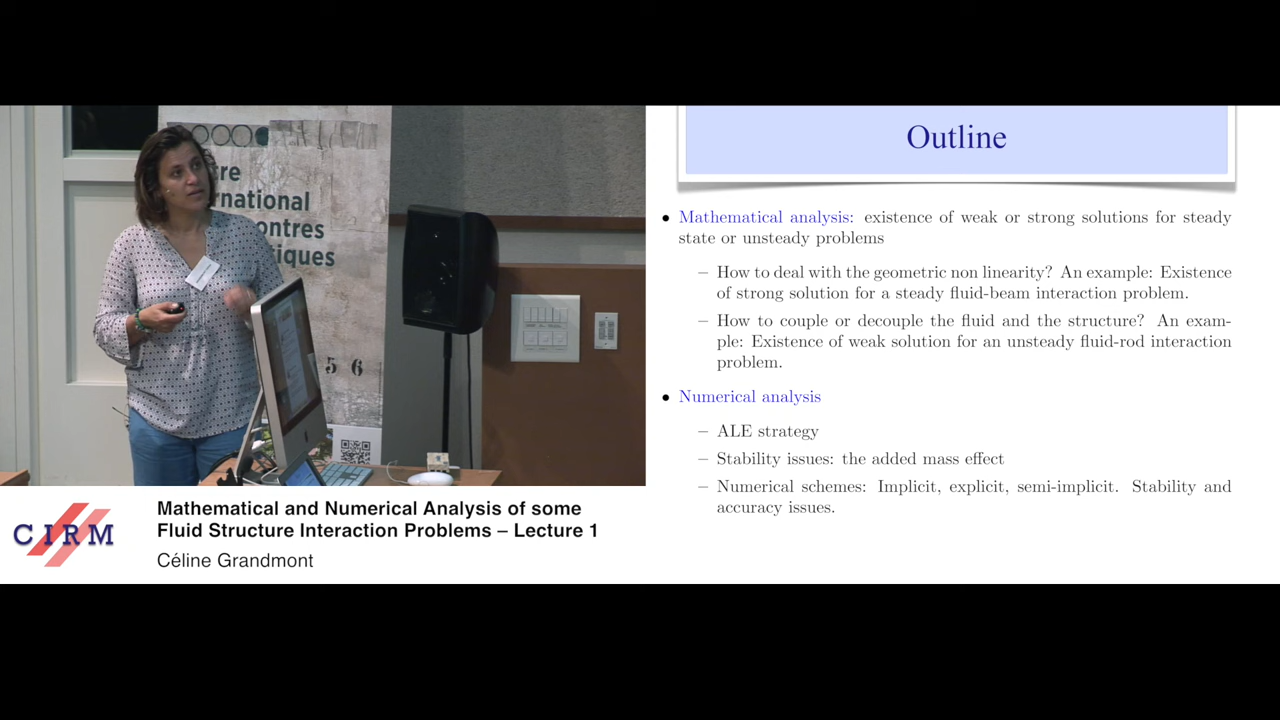 tre
rnational
ontres
tiques
5 6
CIRM
Mathematical and Numerical Analysis of some
Fluid Structure Interaction Problems – Lecture 1
Céline Grandmont
Outline
• Mathematical analysis: existence of weak or strong solutions for steady
state or unsteady problems
– How to deal with the geometric non linearity? An example: Existence
of strong solution for a steady fluid-beam interaction problem.
– How to couple or decouple the fluid and the structure? An exam-
ple: Existence of weak solution for an unsteady fluid-rod interaction
problem.
• Numerical analysis
– ALE strategy
– Stability issues: the added mass effect
– Numerical schemes: Implicit, explicit, semi-implicit. Stability and
accuracy issues.